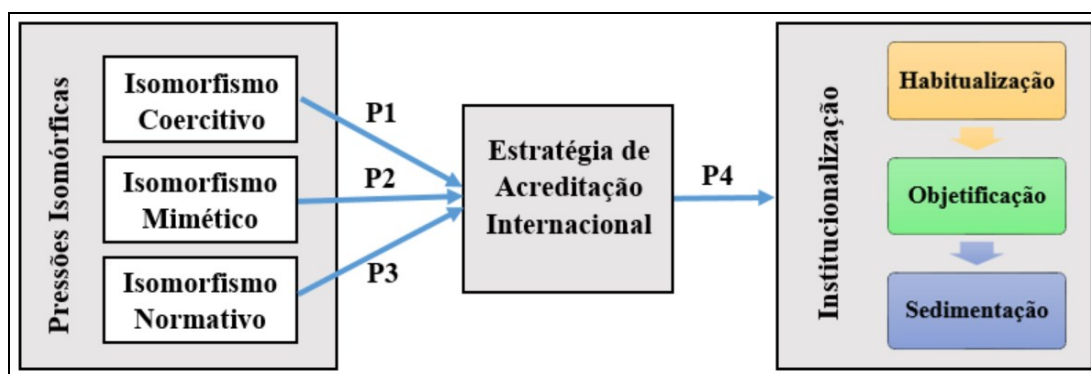 Pressões Isomórficas
Isomorfismo
Coercitivo
Isomorfismo
Mimético
Isomorfismo
Normativo
P1
P2
P3
Estratégia de
Acreditação
Internacional
P4
Institucionalização
Habitualização
Objetificação
Sedimentação